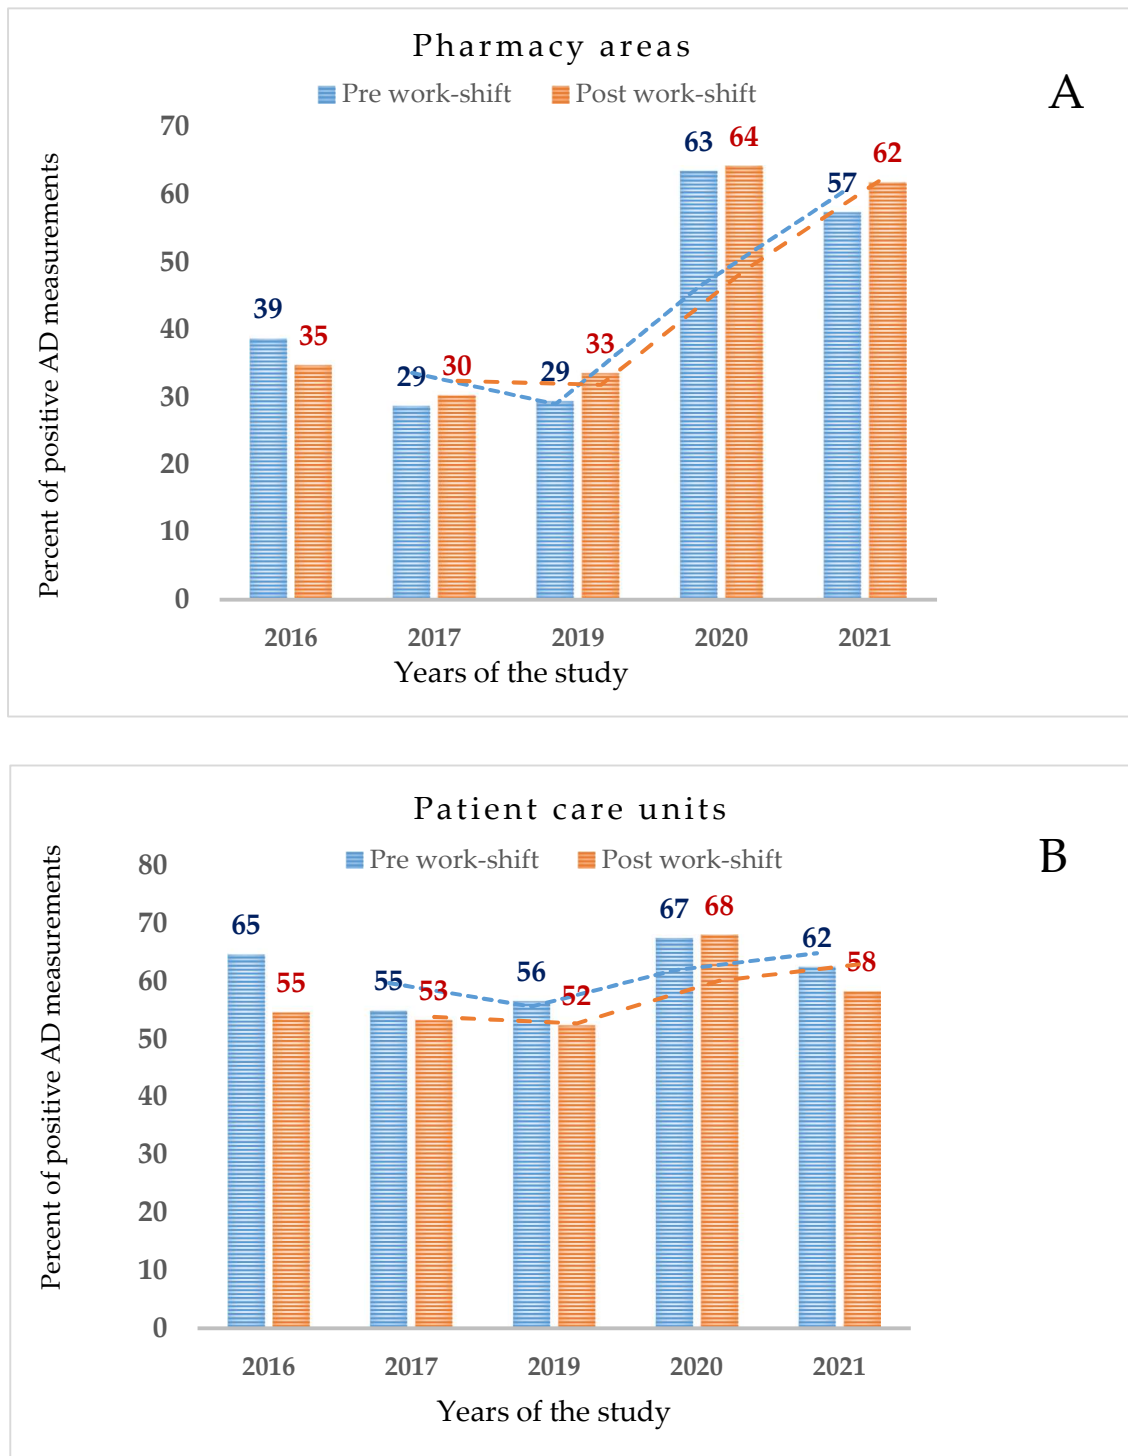 Pharmacy areas
Pre work-shift Post work-shift
A
Percent of positive AD measurements
70
60
50
40
30
20
10
0
39 35
29 30
29 33
63 64
57 62
2016 2017 2019 2020 2021
Years of the study
Patient care units
Pre work-shift Post work-shift
B
Percent of positive AD measurements
80
70
60
50
40
30
20
10
0
65 55
55 53
56 52
67 68
62 58
2016 2017 2019 2020 2021
Years of the study